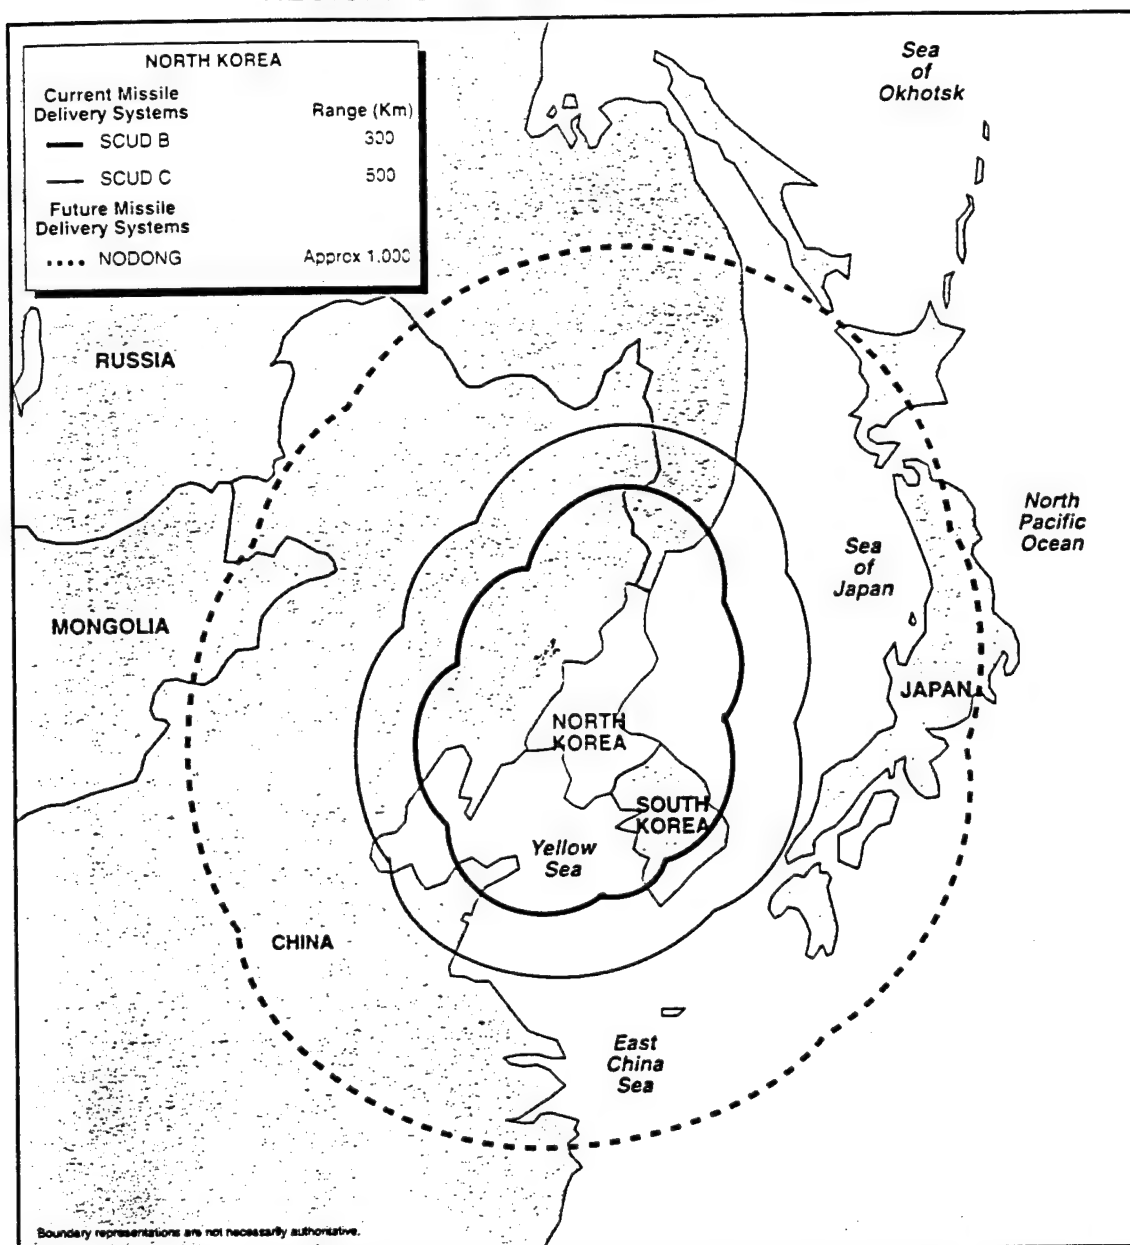 NORTH KOREA
Current Missile
Delivery Systems
Range (Km)
SCUD B 300
SCUD C 500
Future Missile
Delivery Systems
NODONG Approx 1,000
Sea
of
Okhotsk
RUSSIA
North
Pacific
Ocean
Sea
of
Japan
MONGOLIA
JAPAN
NORTH
KOREA
SOUTH
KOREA
Yellow
Sea
CHINA
East
China
Sea
Boundary representations are not necessarily authoritative.